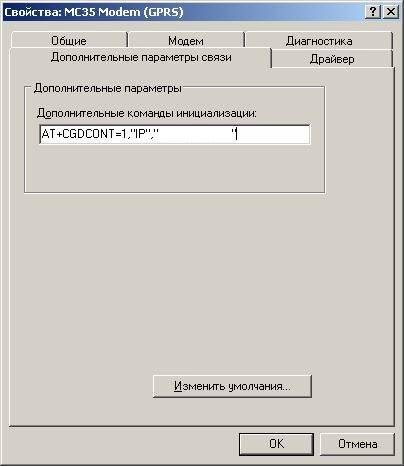 Свойства: MC35 Modem (GPRS)
Общие Модем Диагностика
Дополнительные параметры связи Драйвер
Дополнительные параметры
Дополнительные команды инициализации:
AT+CGDCONT=1,"IP"," "
Изменить умолчания...
OK Отмена